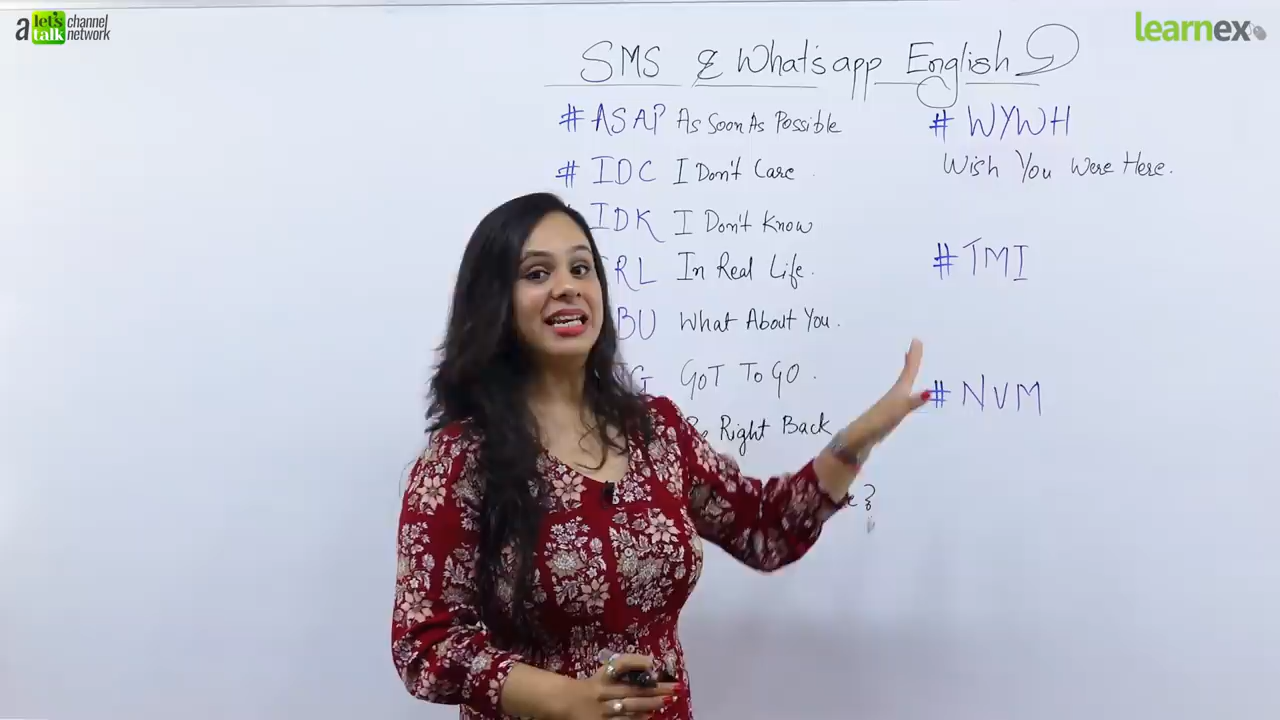 a let's talk channel network
learnex
SMS & Whatsapp English
# ASAP As Soon As Possible
# IDC I Don't Care
IDK I Don't Know
RL In Real Life.
BU What About You.
G GOT TO GO.
Right Back
?
# WYWH
Wish You Were Here.
# TMI
# NVM